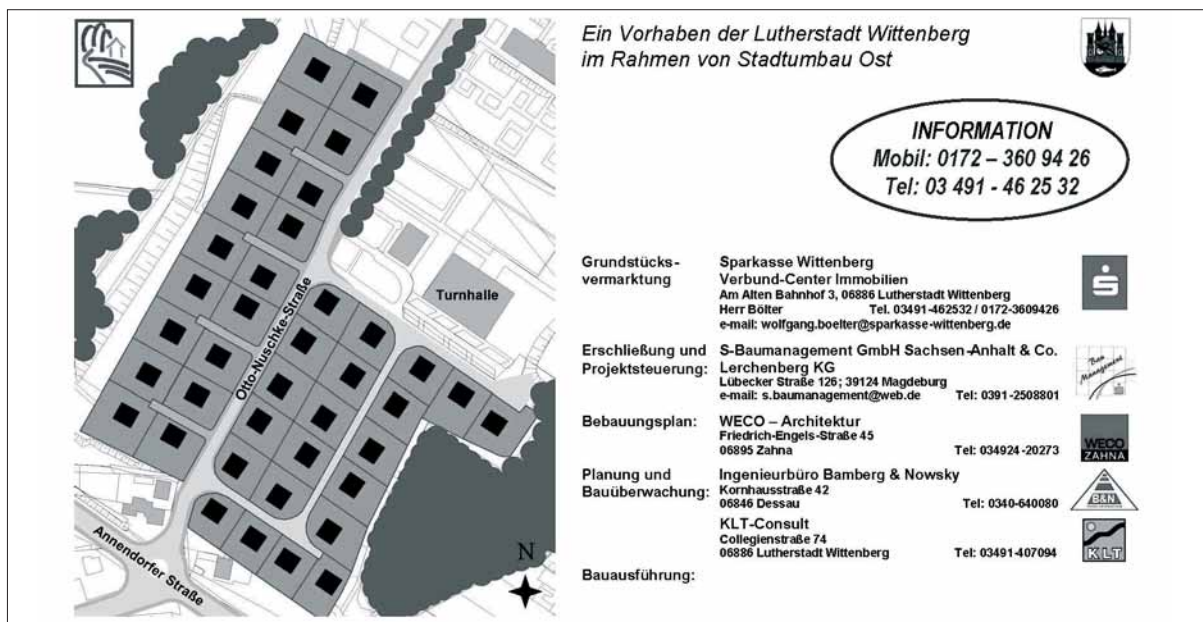 Ein Vorhaben der Lutherstadt Wittenberg
im Rahmen von Stadtumbau Ost
INFORMATION
Mobil: 0172 – 360 94 26
Tel: 03 491 - 46 25 32
Grundstücks- Sparkasse Wittenberg
vermarktung Verbund-Center Immobilien
Am Alten Bahnhof 3, 06886 Lutherstadt Wittenberg
Herr Bölter Tel. 03491-462532 / 0172-3609426
e-mail: wolfgang.boelter@sparkasse-wittenberg.de
Erschließung und S-Baumanagement GmbH Sachsen-Anhalt & Co.
Projektsteuerung: Lerchenberg KG
Lübecker Straße 126; 39124 Magdeburg
e-mail: s.baumanagement@web.de Tel: 0391-2508801
Bau
Management
Bebauungsplan: WECO – Architektur
Friedrich-Engels-Straße 45
06895 Zahna Tel: 034924-20273
WECO
ZAHNA
Planung und Ingenieurbüro Bamberg & Nowsky
Bauüberwachung: Kornhausstraße 42
06846 Dessau Tel: 0340-640080
B&N
KLT-Consult
Collegienstraße 74
06886 Lutherstadt Wittenberg Tel: 03491-407094
KLT
Bauausführung:
Turnhalle
Otto-Nuschke-Straße
Annendorfer Straße
N